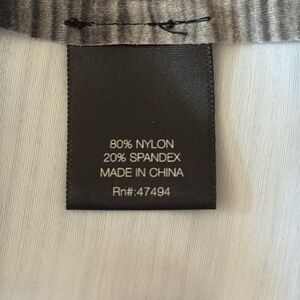 80% NYLON
20% SPANDEX
MADE IN CHINA
Rn#:47494